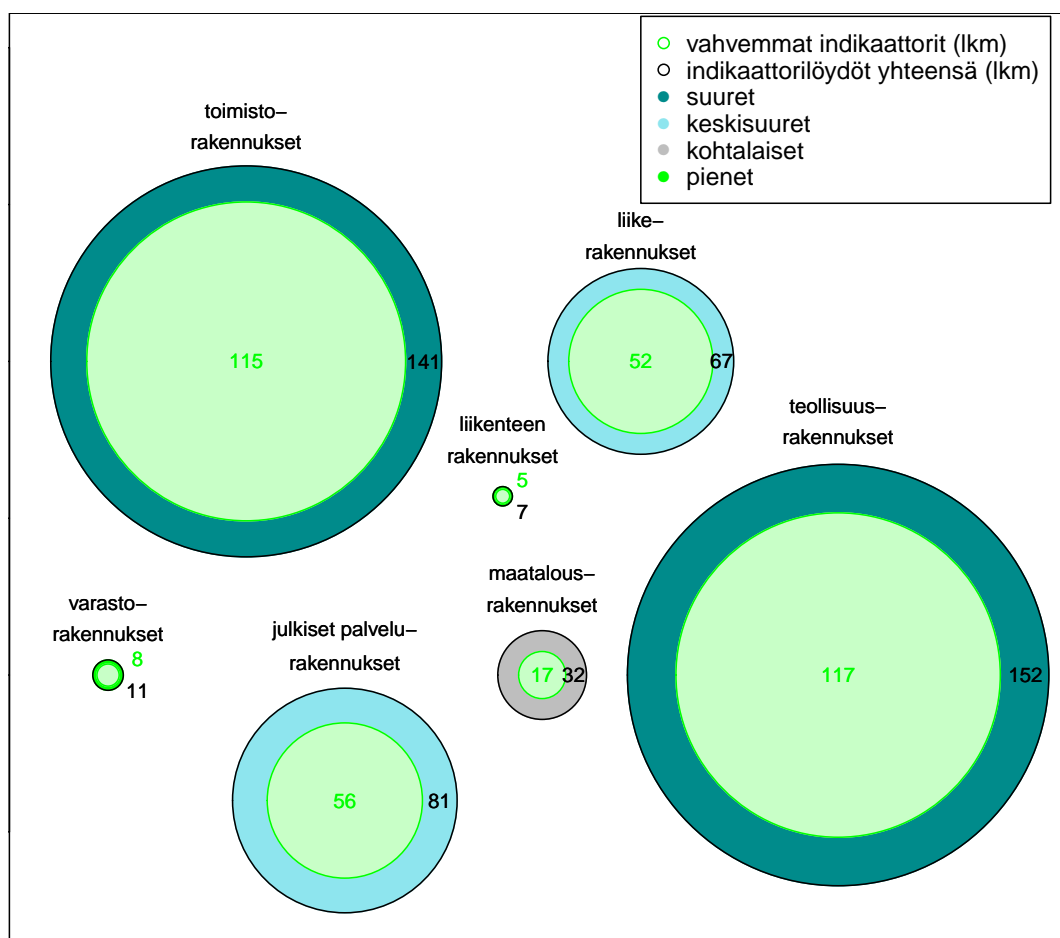 vahvemmat indikaattorit (lkm)
indikaattorilöydöt yhteensä (lkm)
suuret
keskisuuret
kohtalaiset
pienet
toimisto–
rakennukset
115
141
liike–
rakennukset
52
67
liikenteen
rakennukset
5
7
teollisuus–
rakennukset
117
152
maatalous–
rakennukset
17
32
varasto–
rakennukset
8
11
julkiset palvelu–
rakennukset
56
81